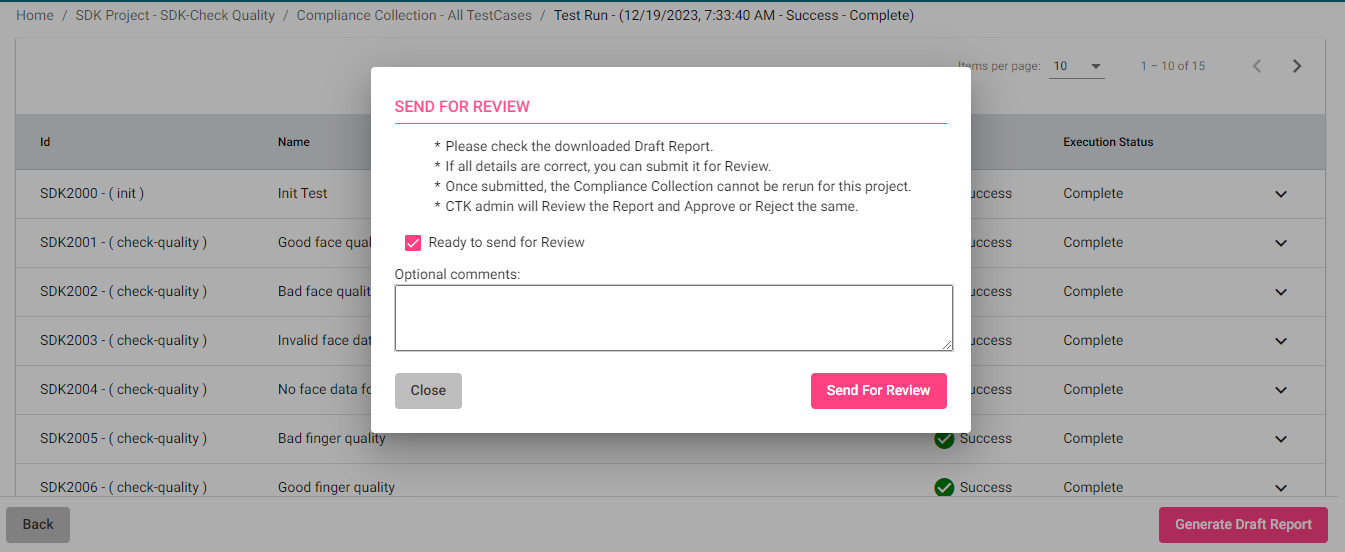 Home / SDK Project - SDK-Check Quality / Compliance Collection - All TestCases / Test Run - (12/19/2023, 7:33:40 AM - Success - Complete)
Items per page: 10 1 – 10 of 15
SEND FOR REVIEW
* Please check the downloaded Draft Report.
* If all details are correct, you can submit it for Review.
* Once submitted, the Compliance Collection cannot be rerun for this project.
* CTK admin will Review the Report and Approve or Reject the same.
Ready to send for Review
Optional comments:
Close Send For Review
Id Name Execution Status
SDK2000 - ( init ) Init Test Success Complete
SDK2001 - ( check-quality ) Good face qual Success Complete
SDK2002 - ( check-quality ) Bad face qualit Success Complete
SDK2003 - ( check-quality ) Invalid face dat Success Complete
SDK2004 - ( check-quality ) No face data fo Success Complete
SDK2005 - ( check-quality ) Bad finger quality Success Complete
SDK2006 - ( check-quality ) Good finger quality Success Complete
Back Generate Draft Report